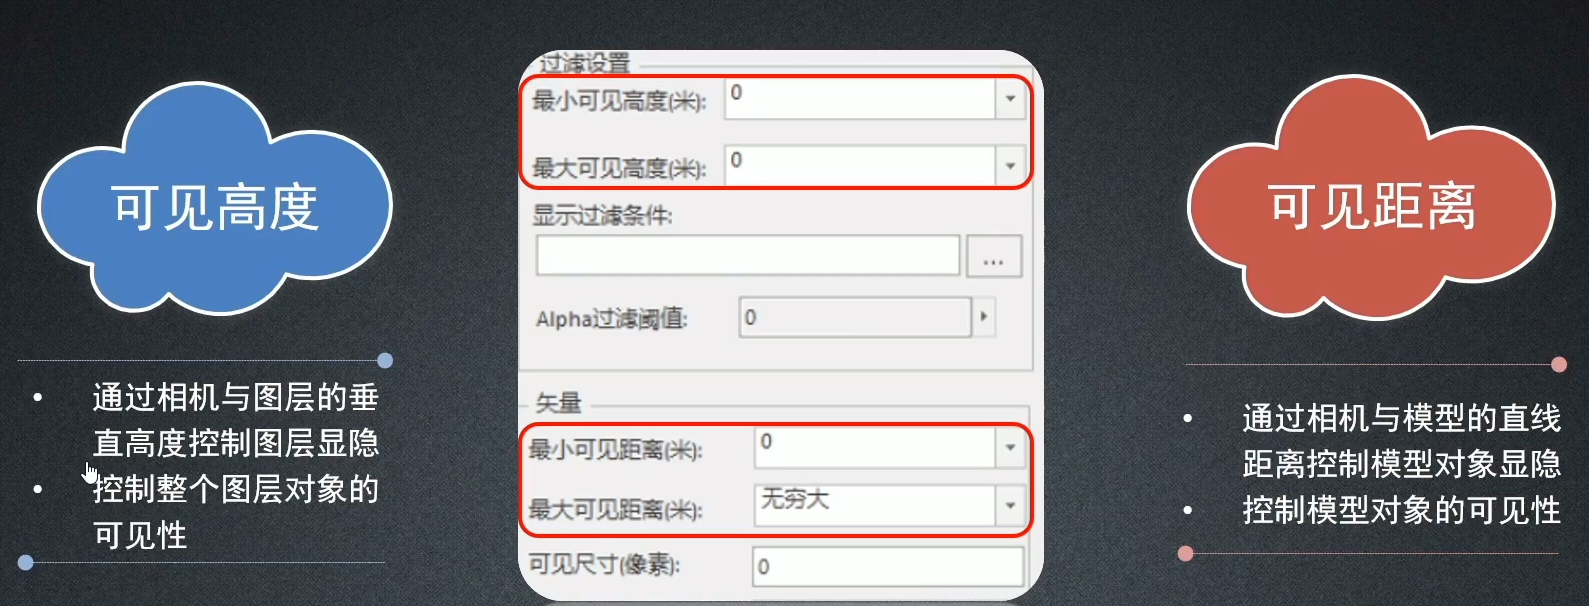 可见高度
• 通过相机与图层的垂
直高度控制图层显隐
• 控制整个图层对象的
可见性
过滤设置
最小可见高度(米): 0
最大可见高度(米): 0
显示过滤条件:
...
Alpha过滤阈值: 0
矢量
最小可见距离(米): 0
最大可见距离(米): 无穷大
可见尺寸(像素): 0
可见距离
• 通过相机与模型的直线
距离控制模型对象显隐
• 控制模型对象的可见性